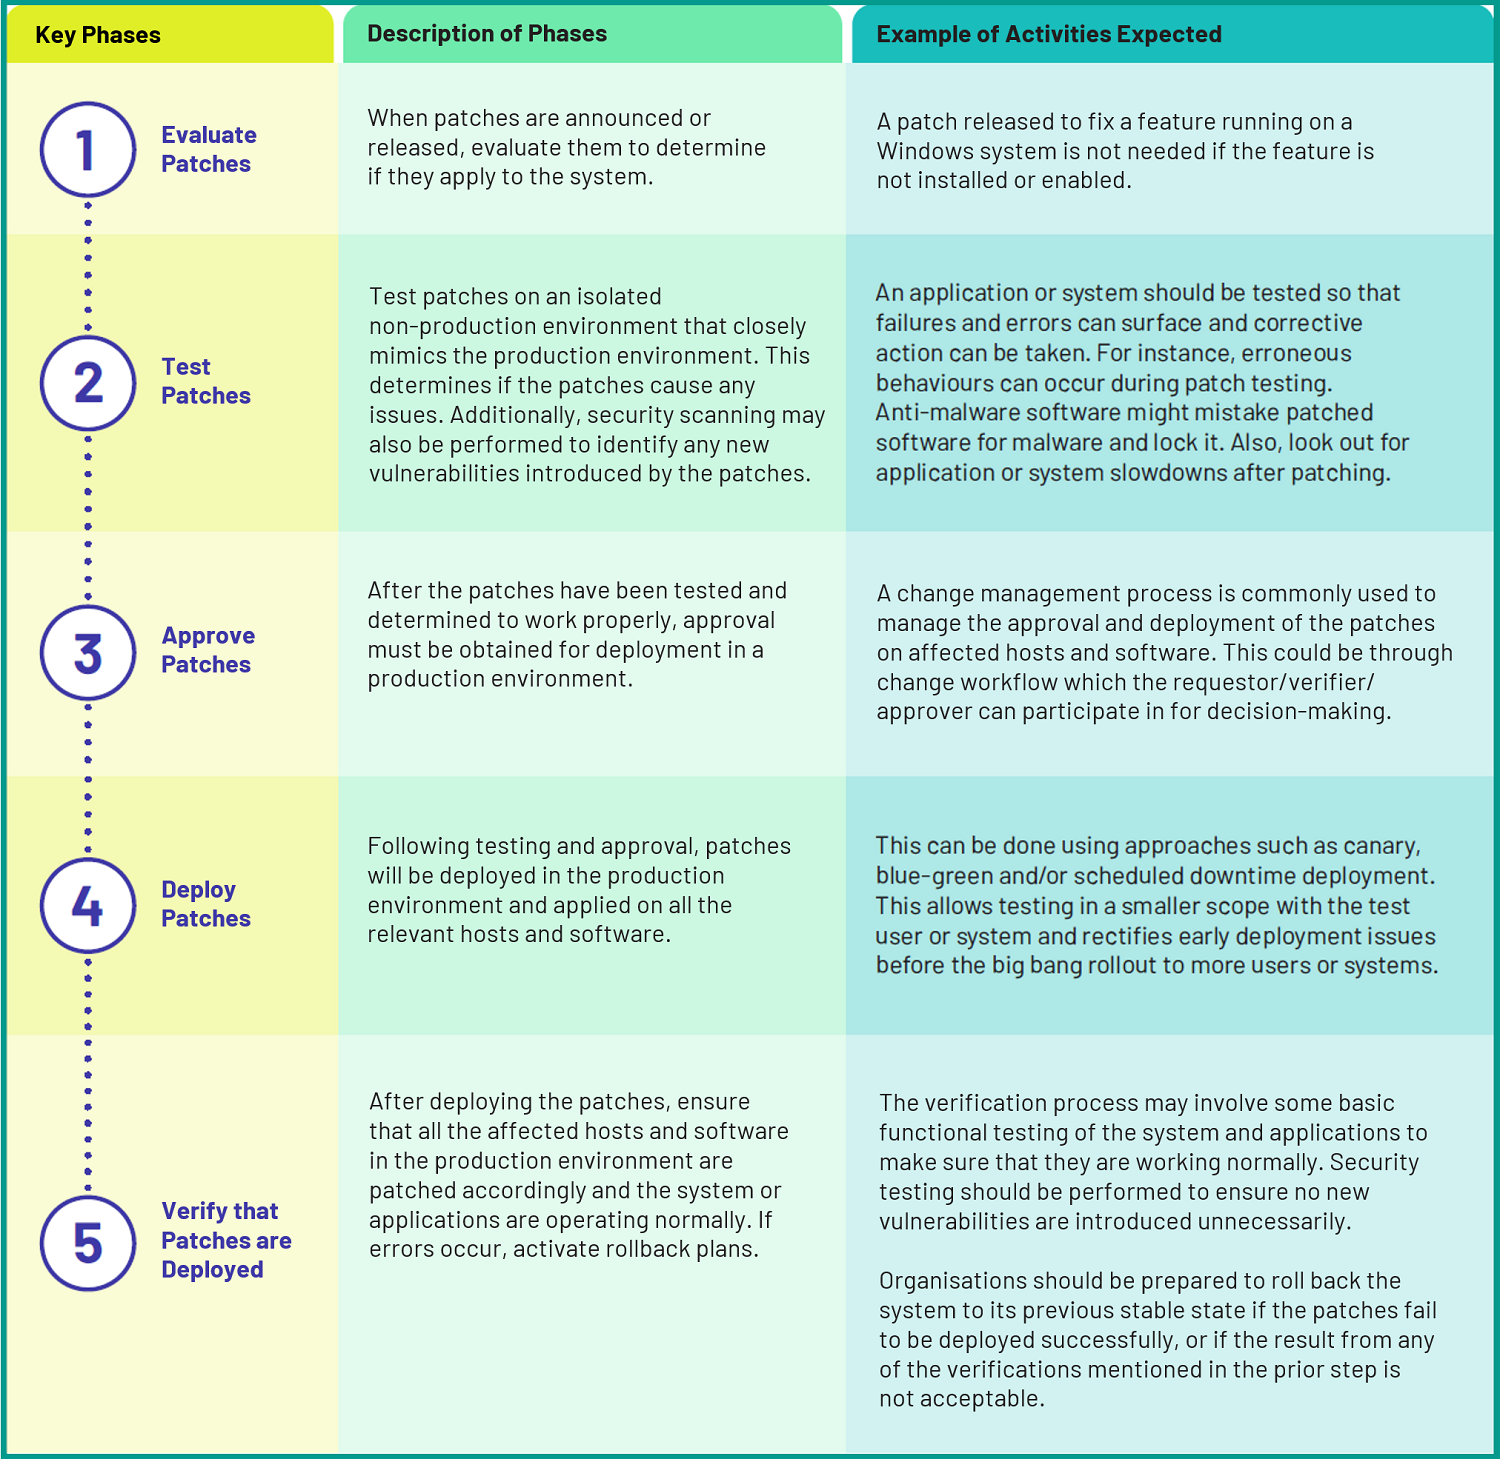 Key Phases
Description of Phases
Example of Activities Expected
1
Evaluate
Patches
When patches are announced or
released, evaluate them to determine
if they apply to the system.
A patch released to fix a feature running on a
Windows system is not needed if the feature is
not installed or enabled.
2
Test
Patches
Test patches on an isolated
non-production environment that closely
mimics the production environment. This
determines if the patches cause any
issues. Additionally, security scanning may
also be performed to identify any new
vulnerabilities introduced by the patches.
An application or system should be tested so that
failures and errors can surface and corrective
action can be taken. For instance, erroneous
behaviours can occur during patch testing.
Anti-malware software might mistake patched
software for malware and lock it. Also, look out for
application or system slowdowns after patching.
3
Approve
Patches
After the patches have been tested and
determined to work properly, approval
must be obtained for deployment in a
production environment.
A change management process is commonly used to
manage the approval and deployment of the patches
on affected hosts and software. This could be through
change workflow which the requestor/verifier/
approver can participate in for decision-making.
4
Deploy
Patches
Following testing and approval, patches
will be deployed in the production
environment and applied on all the
relevant hosts and software.
This can be done using approaches such as canary,
blue-green and/or scheduled downtime deployment.
This allows testing in a smaller scope with the test
user or system and rectifies early deployment issues
before the big bang rollout to more users or systems.
5
Verify that
Patches are
Deployed
After deploying the patches, ensure
that all the affected hosts and software
in the production environment are
patched accordingly and the system or
applications are operating normally. If
errors occur, activate rollback plans.
The verification process may involve some basic
functional testing of the system and applications to
make sure that they are working normally. Security
testing should be performed to ensure no new
vulnerabilities are introduced unnecessarily.
Organisations should be prepared to roll back the
system to its previous stable state if the patches fail
to be deployed successfully, or if the result from any
of the verifications mentioned in the prior step is
not acceptable.